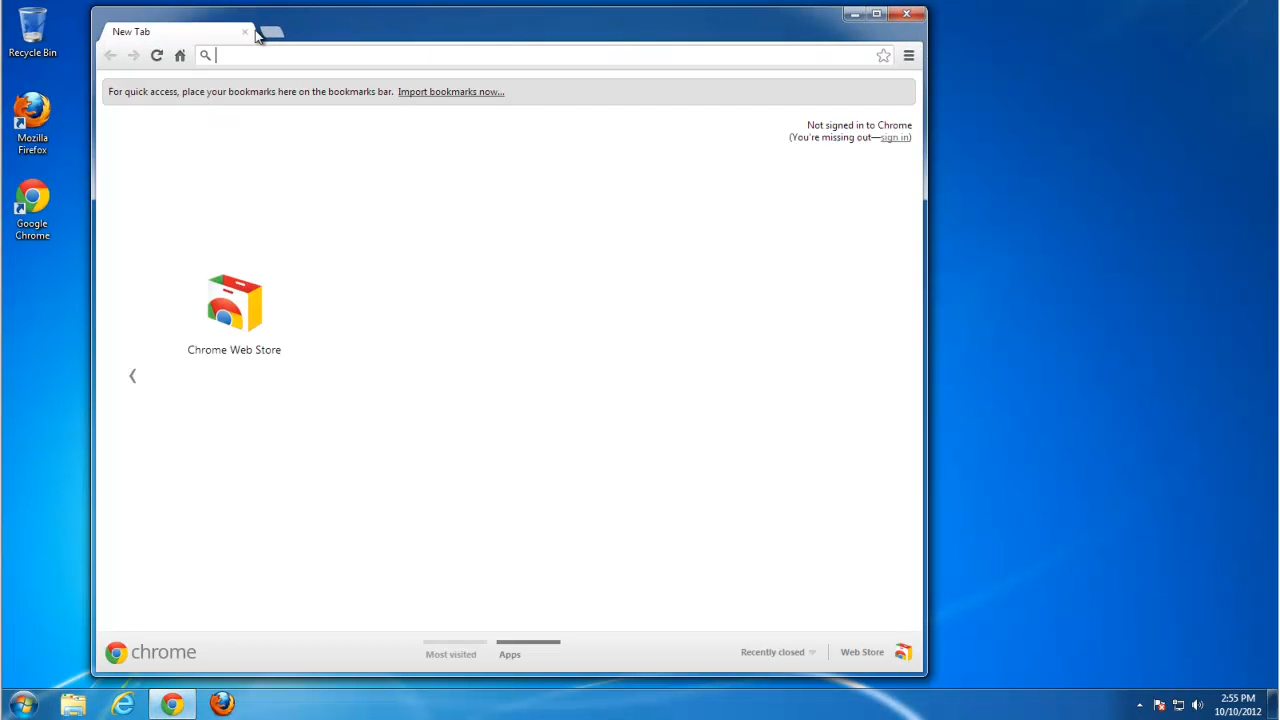 Recycle Bin
Mozilla
Firefox
Google
Chrome
New Tab
For quick access, place your bookmarks here on the bookmarks bar. Import bookmarks now...
Not signed in to Chrome
(You're missing out—sign in)
Chrome Web Store
chrome
Most visited
Apps
Recently closed
Web Store
2:55 PM
10/10/2012